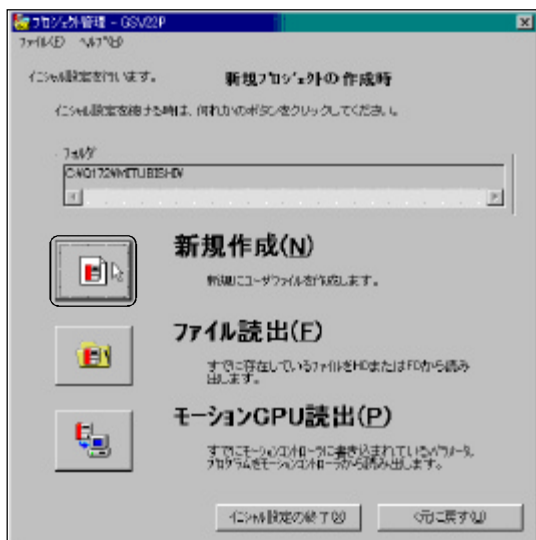 プロジェクト管理 - GSV22P
ファイル(F) ヘルプ(H)
イニシャル設定を行います。
新規プロジェクトの作成時
イニシャル設定を続ける時は、何れかのボタンをクリックしてください。
フォルダ
C:¥Q172¥MITUBISHI¥
新規作成(N)
新規にユーザファイルを作成します。
ファイル読出(F)
すでに存在しているファイルをHDまたはFDから読み
出します。
モーションCPU読出(P)
すでにモーションコントローラに書き込まれているパラメータ、
プログラムをモーションコントローラから読み出します。
イニシャル設定の終了(X)
<元に戻す(U)